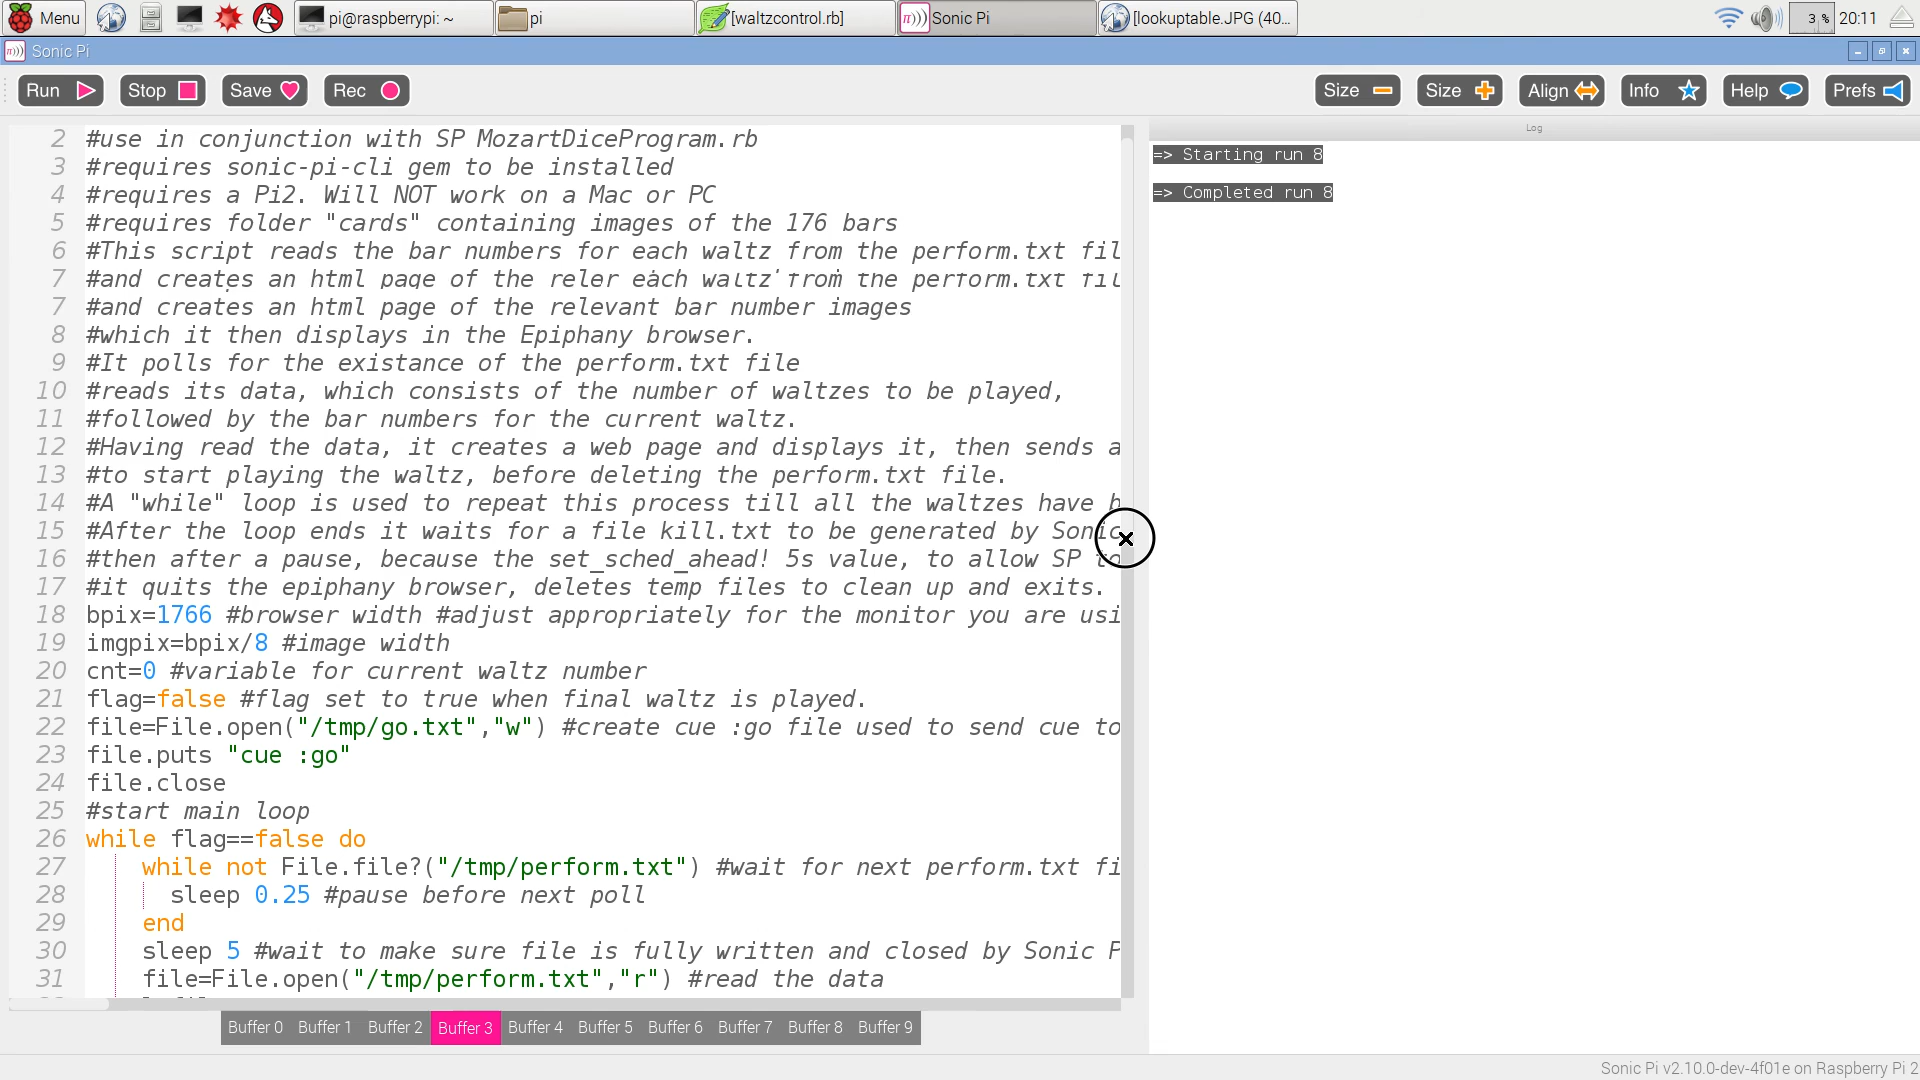 Menu
pi@raspberrypi: ~
pi
[waltzcontrol.rb]
Sonic Pi
[lookuptable.JPG (40...
3 %
20:11
Sonic Pi
Run
Stop
Save
Rec
Size
Size
Align
Info
Help
Prefs
2 #use in conjunction with SP MozartDiceProgram.rb
3 #requires sonic-pi-cli gem to be installed
4 #requires a Pi2. Will NOT work on a Mac or PC
5 #requires folder "cards" containing images of the 176 bars
6 #This script reads the bar numbers for each waltz from the perform.txt fil
7 #and creates an html page of the reler each waltz from the perform.txt fil
7 #and creates an html page of the relevant bar number images
8 #which it then displays in the Epiphany browser.
9 #It polls for the existance of the perform.txt file
10 #reads its data, which consists of the number of waltzes to be played,
11 #followed by the bar numbers for the current waltz.
12 #Having read the data, it creates a web page and displays it, then sends a
13 #to start playing the waltz, before deleting the perform.txt file.
14 #A "while" loop is used to repeat this process till all the waltzes have
15 #After the loop ends it waits for a file kill.txt to be generated by Sonic
16 #then after a pause, because the set_sched_ahead! 5s value, to allow SP
17 #it quits the epiphany browser, deletes temp files to clean up and exits.
18 bpix=1766 #browser width #adjust appropriately for the monitor you are usi
19 imgpix=bpix/8 #image width
20 cnt=0 #variable for current waltz number
21 flag=false #flag set to true when final waltz is played.
22 file=File.open("/tmp/go.txt","w") #create cue :go file used to send cue to
23 file.puts "cue :go"
24 file.close
25 #start main loop
26 while flag==false do
27 while not File.file?("/tmp/perform.txt") #wait for next perform.txt fi
28 sleep 0.25 #pause before next poll
29 end
30 sleep 5 #wait to make sure file is fully written and closed by Sonic P
31 file=File.open("/tmp/perform.txt","r") #read the data
Buffer 0 Buffer 1 Buffer 2 Buffer 3 Buffer 4 Buffer 5 Buffer 6 Buffer 7 Buffer 8 Buffer 9
Log
=> Starting run 8
=> Completed run 8
Sonic Pi v2.10.0-dev-4f01e on Raspberry Pi 2